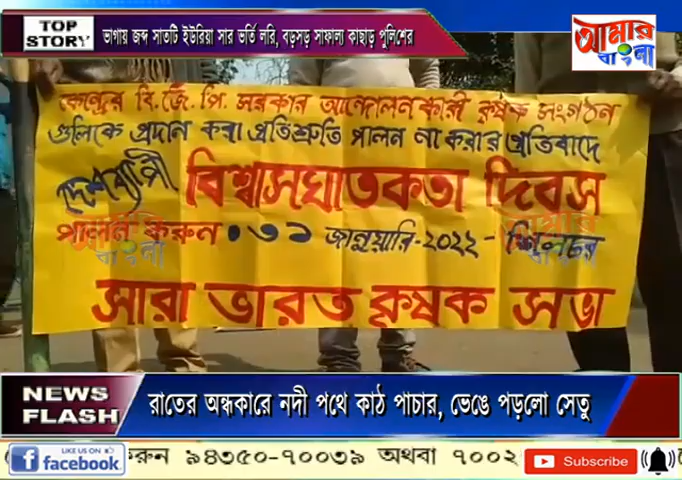 TOP STORY
ভাগায় জব্দ সাতটি ইউরিয়া সার ভর্তি লরি, বড়সড় সাফল্য কাছাড় পুলিশের
আমার বাংলা
কেন্দ্রের বি.জে.পি. সরকার আন্দোলনকারী কৃষক সংগঠন
গুলিকে প্রদান করা প্রতিশ্রুতি পালন না করার প্রতিবাদে
দেশব্যাপী বিশ্বাসঘাতকতা দিবস
পালন করুন • ৩১ জানুয়ারি-২০২২ - শিলচর
সারা ভারত কৃষক সভা
NEWS FLASH
রাতের অন্ধকারে নদী পথে কাঠ পাচার, ভেঙে পড়লো সেতু
LIKE US ON facebook
করুন ৯৪৩৫০-৭০০৩৯ অথবা ৭০০২
Subscribe